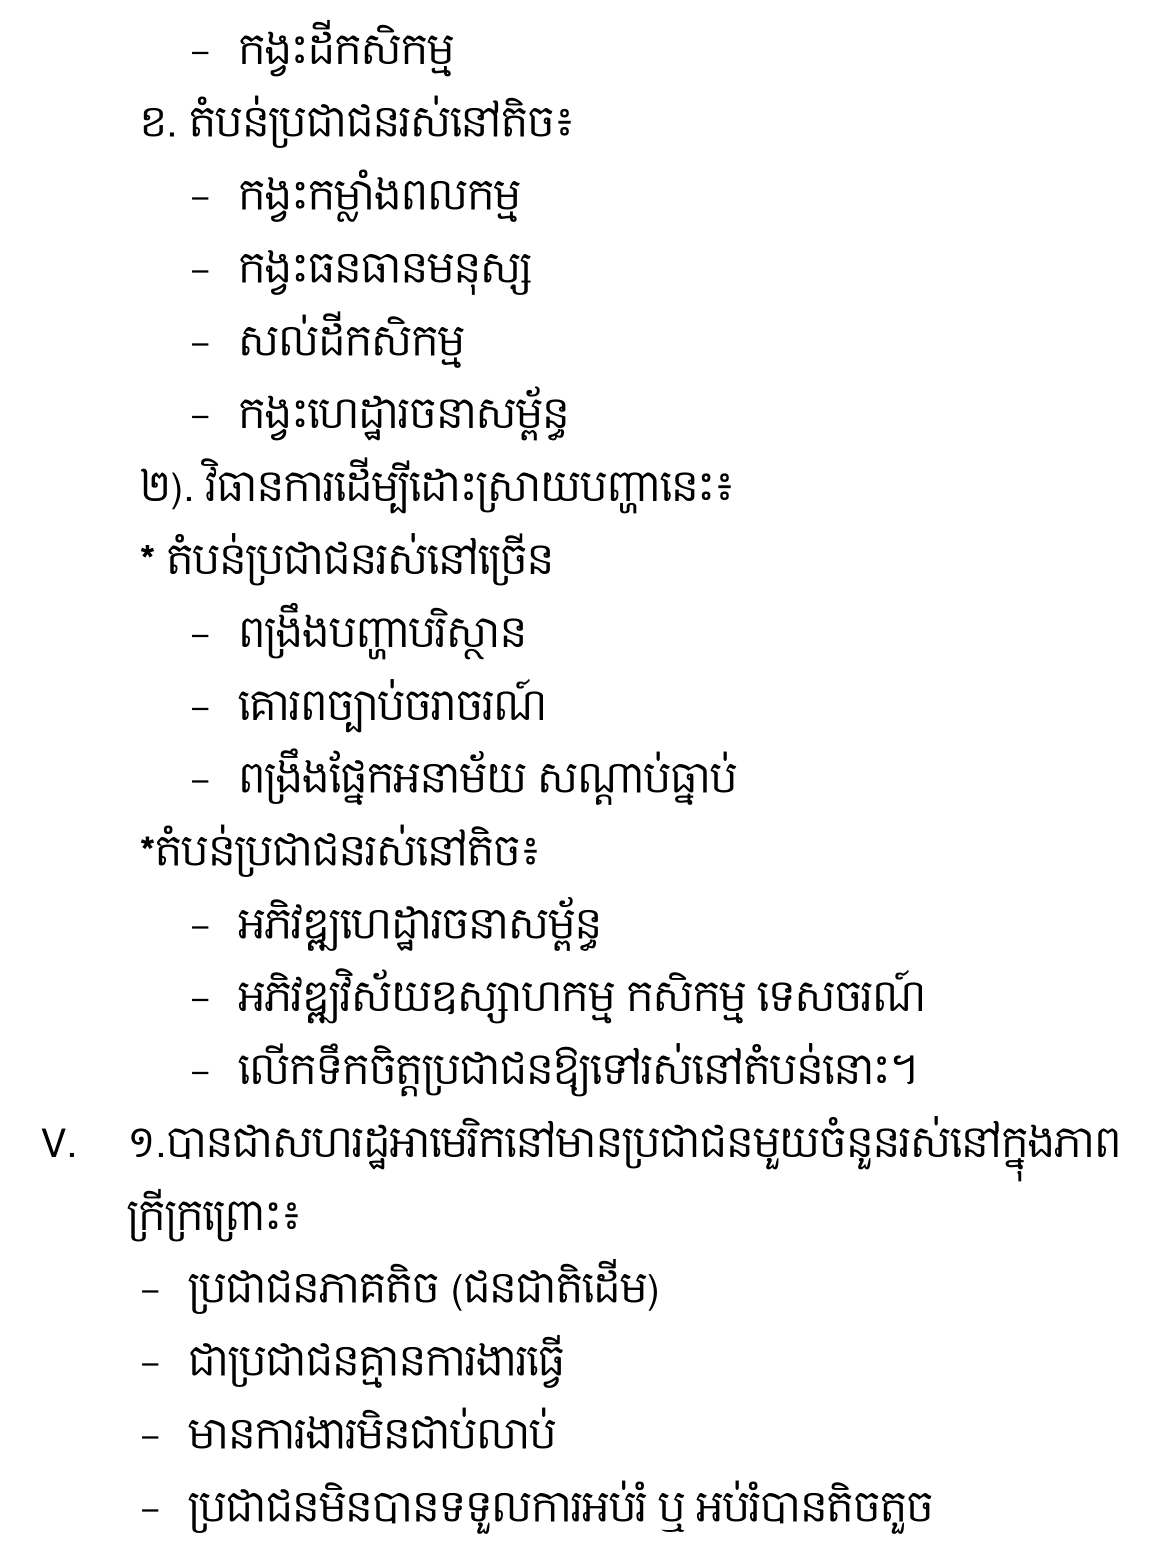 – កង្វះដីកសិកម្ម
ខ. តំបន់ប្រជាជនរស់នៅតិច៖
– កង្វះកម្លាំងពលកម្ម
– កង្វះធនធានមនុស្ស
– សល់ដីកសិកម្ម
– កង្វះហេដ្ឋារចនាសម្ព័ន្ធ
២). វិធានការដើម្បីដោះស្រាយបញ្ហានេះ៖
* តំបន់ប្រជាជនរស់នៅច្រើន
– ពង្រឹងបញ្ហាបរិស្ថាន
– គោរពច្បាប់ចរាចរណ៍
– ពង្រឹងផ្នែកអនាម័យ សណ្តាប់ធ្នាប់
*តំបន់ប្រជាជនរស់នៅតិច៖
– អភិវឌ្ឍហេដ្ឋារចនាសម្ព័ន្ធ
– អភិវឌ្ឍវិស័យឧស្សាហកម្ម កសិកម្ម ទេសចរណ៍
– លើកទឹកចិត្តប្រជាជនឱ្យទៅរស់នៅតំបន់នោះ។
V. ១.បានជាសហរដ្ឋអាមេរិកនៅមានប្រជាជនមួយចំនួនរស់នៅក្នុងភាព
ក្រីក្រព្រោះ៖
– ប្រជាជនភាគតិច (ជនជាតិដើម)
– ជាប្រជាជនគ្មានការងារធ្វើ
– មានការងារមិនជាប់លាប់
– ប្រជាជនមិនបានទទួលការអប់រំ ឬ អប់រំបានតិចតួច